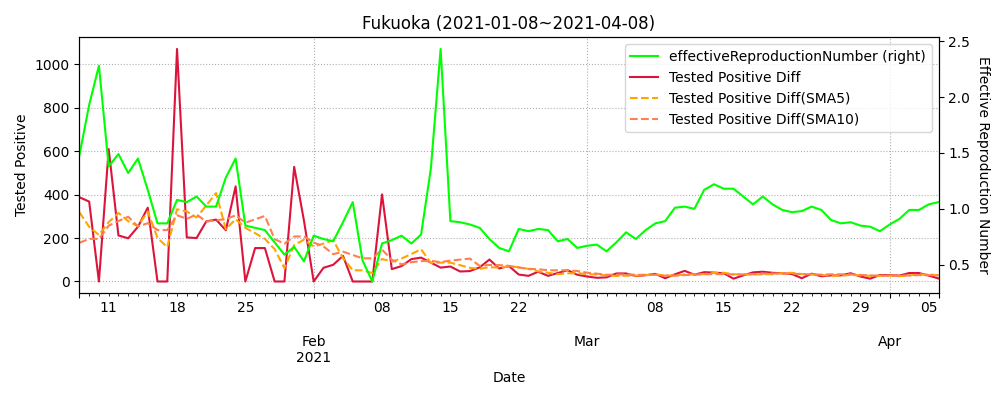 Fukuoka (2021-01-08~2021-04-08)
effectiveReproductionNumber (right)
Tested Positive Diff
Tested Positive Diff(SMA5)
Tested Positive Diff(SMA10)
Tested Positive
1000
800
600
400
200
0
2.5
2.0
1.5
1.0
0.5
Effective Reproduction Number
11 18 25 08 15 22 08 15 22 29 05
Feb Mar Apr
2021
Date